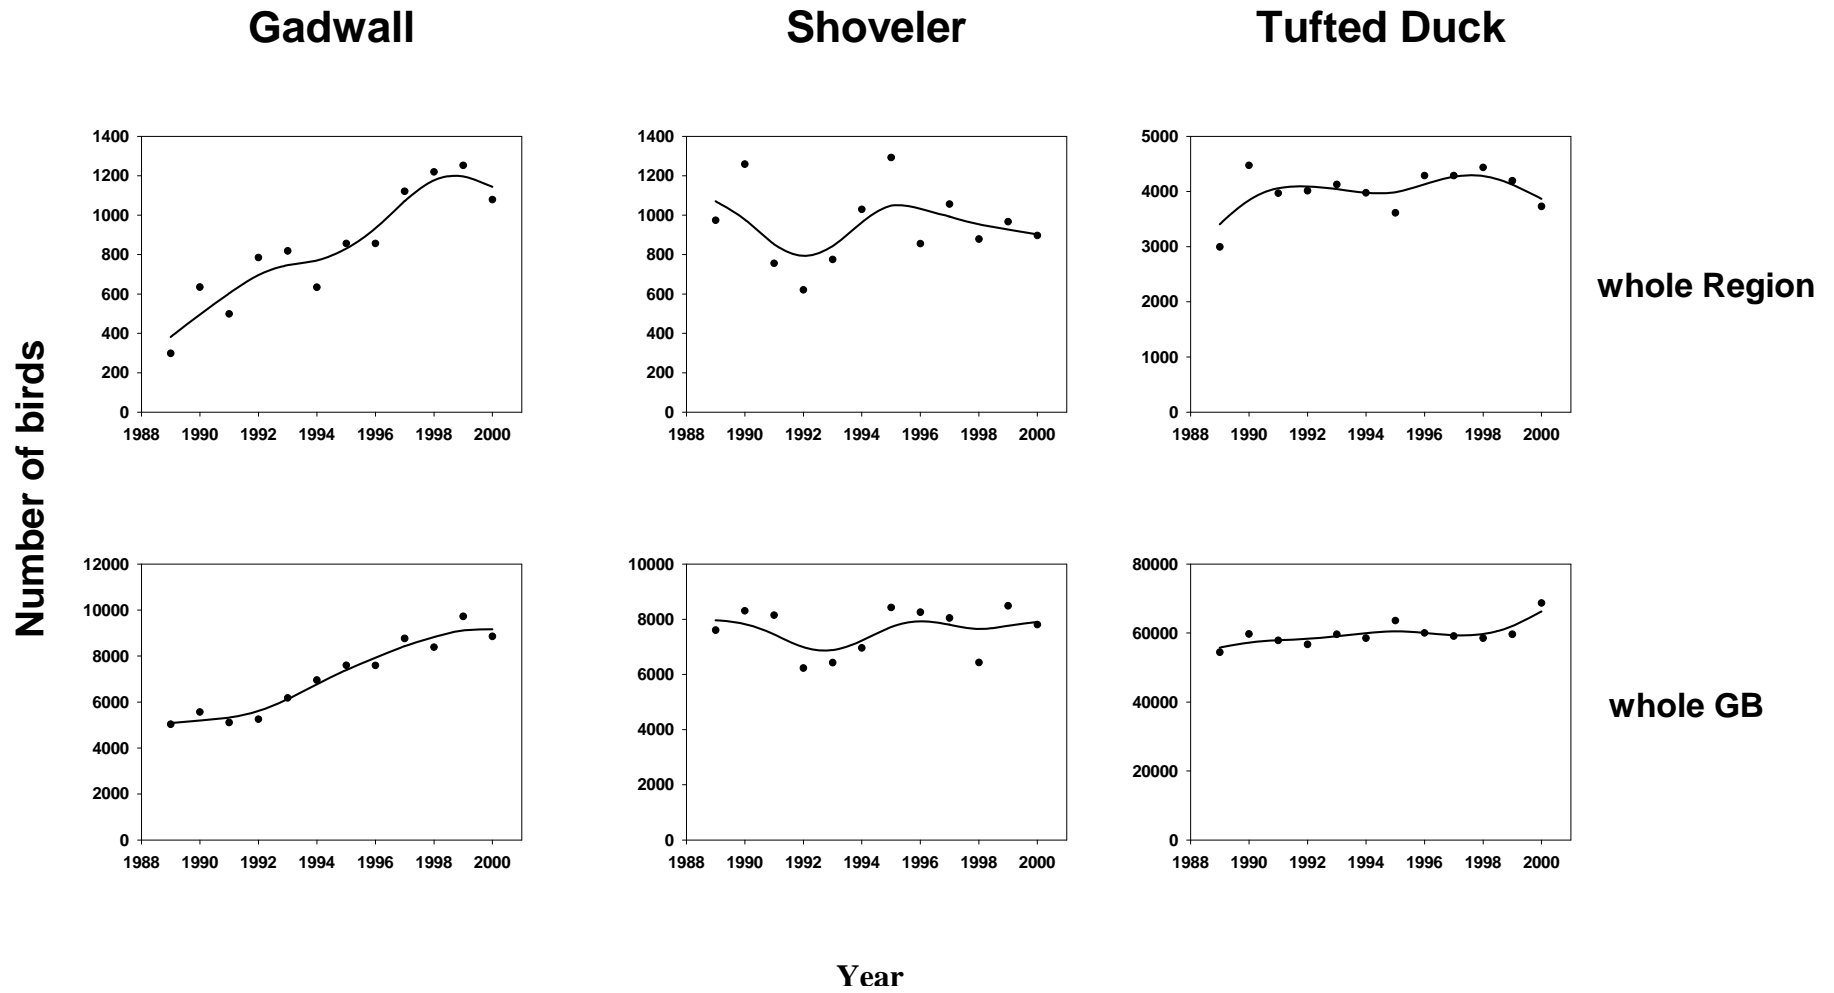 Gadwall Shoveler Tufted Duck
1400 1400 5000
1200 1200 4000
1000 1000 3000
800 800 2000
600 600 1000
400 400 0
200 200
0 0
1988 1990 1992 1994 1996 1998 2000 1988 1990 1992 1994 1996 1998 2000 1988 1990 1992 1994 1996 1998 2000
whole Region
Number of birds
12000 10000 80000
10000 8000 60000
8000 6000 40000
6000 4000 20000
4000 2000 0
2000 0
0
1988 1990 1992 1994 1996 1998 2000 1988 1990 1992 1994 1996 1998 2000 1988 1990 1992 1994 1996 1998 2000
whole GB
Year